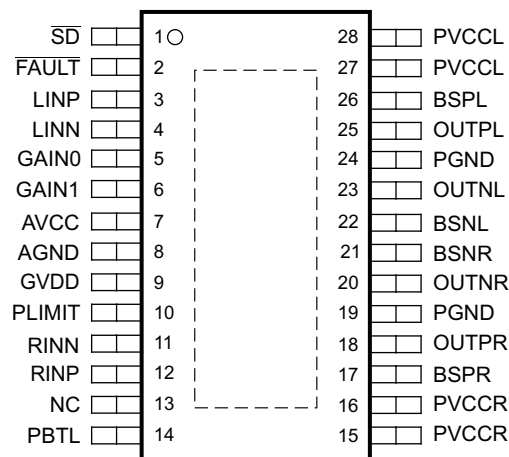 SD 1 28 PVCCL
FAULT 2 27 PVCCL
LINP 3 26 BSPL
LINN 4 25 OUTPL
GAIN0 5 24 PGND
GAIN1 6 23 OUTNL
AVCC 7 22 BSNL
AGND 8 21 BSNR
GVDD 9 20 OUTNR
PLIMIT 10 19 PGND
RINN 11 18 OUTPR
RINP 12 17 BSPR
NC 13 16 PVCCR
PBTL 14 15 PVCCR